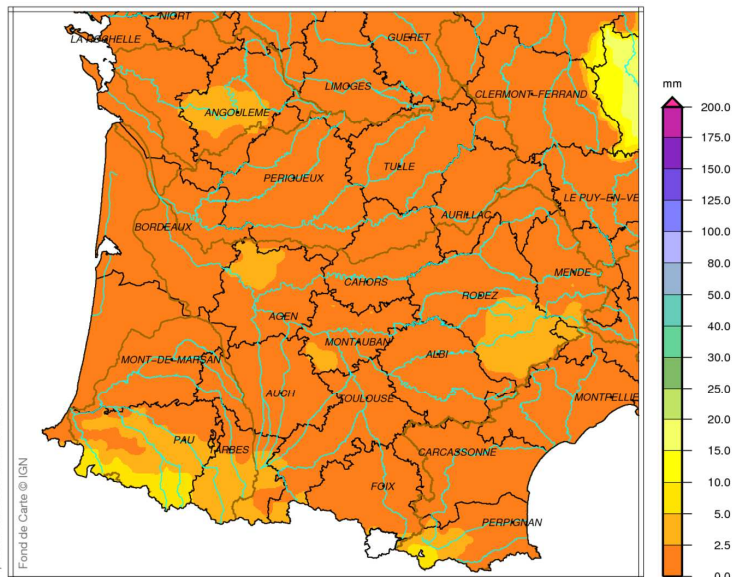 NIORT
LA ROCHELLE
GUERET
LIMOGES
CLERMONT-FERRAND
ANGOULEME
TULLE
PERIGUEUX
LE PUY-EN-VE
AURILLAC
BORDEAUX
MENDE
CAHORS
RODEZ
AGEN
MONTAUBAN
ALBI
MONT-DE-MARSAN
AUCH
TOULOUSE
MONTPELLIE
PAU
TARBES
CARCASSONNE
FOIX
PERPIGNAN
Fond de Carte © IGN
mm
200.0
175.0
150.0
125.0
100.0
80.0
50.0
40.0
30.0
25.0
20.0
15.0
10.0
5.0
2.5
0.0